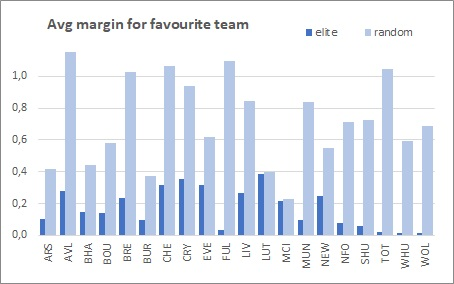 Avg margin for favourite team
elite random
1,0
0,8
0,6
0,4
0,2
0,0
ARS AVL BHA BOU BRE BUR CHE CRY EVE FUL LIV LUT MCI MUN NEW NFO SHU TOT WHU WOL